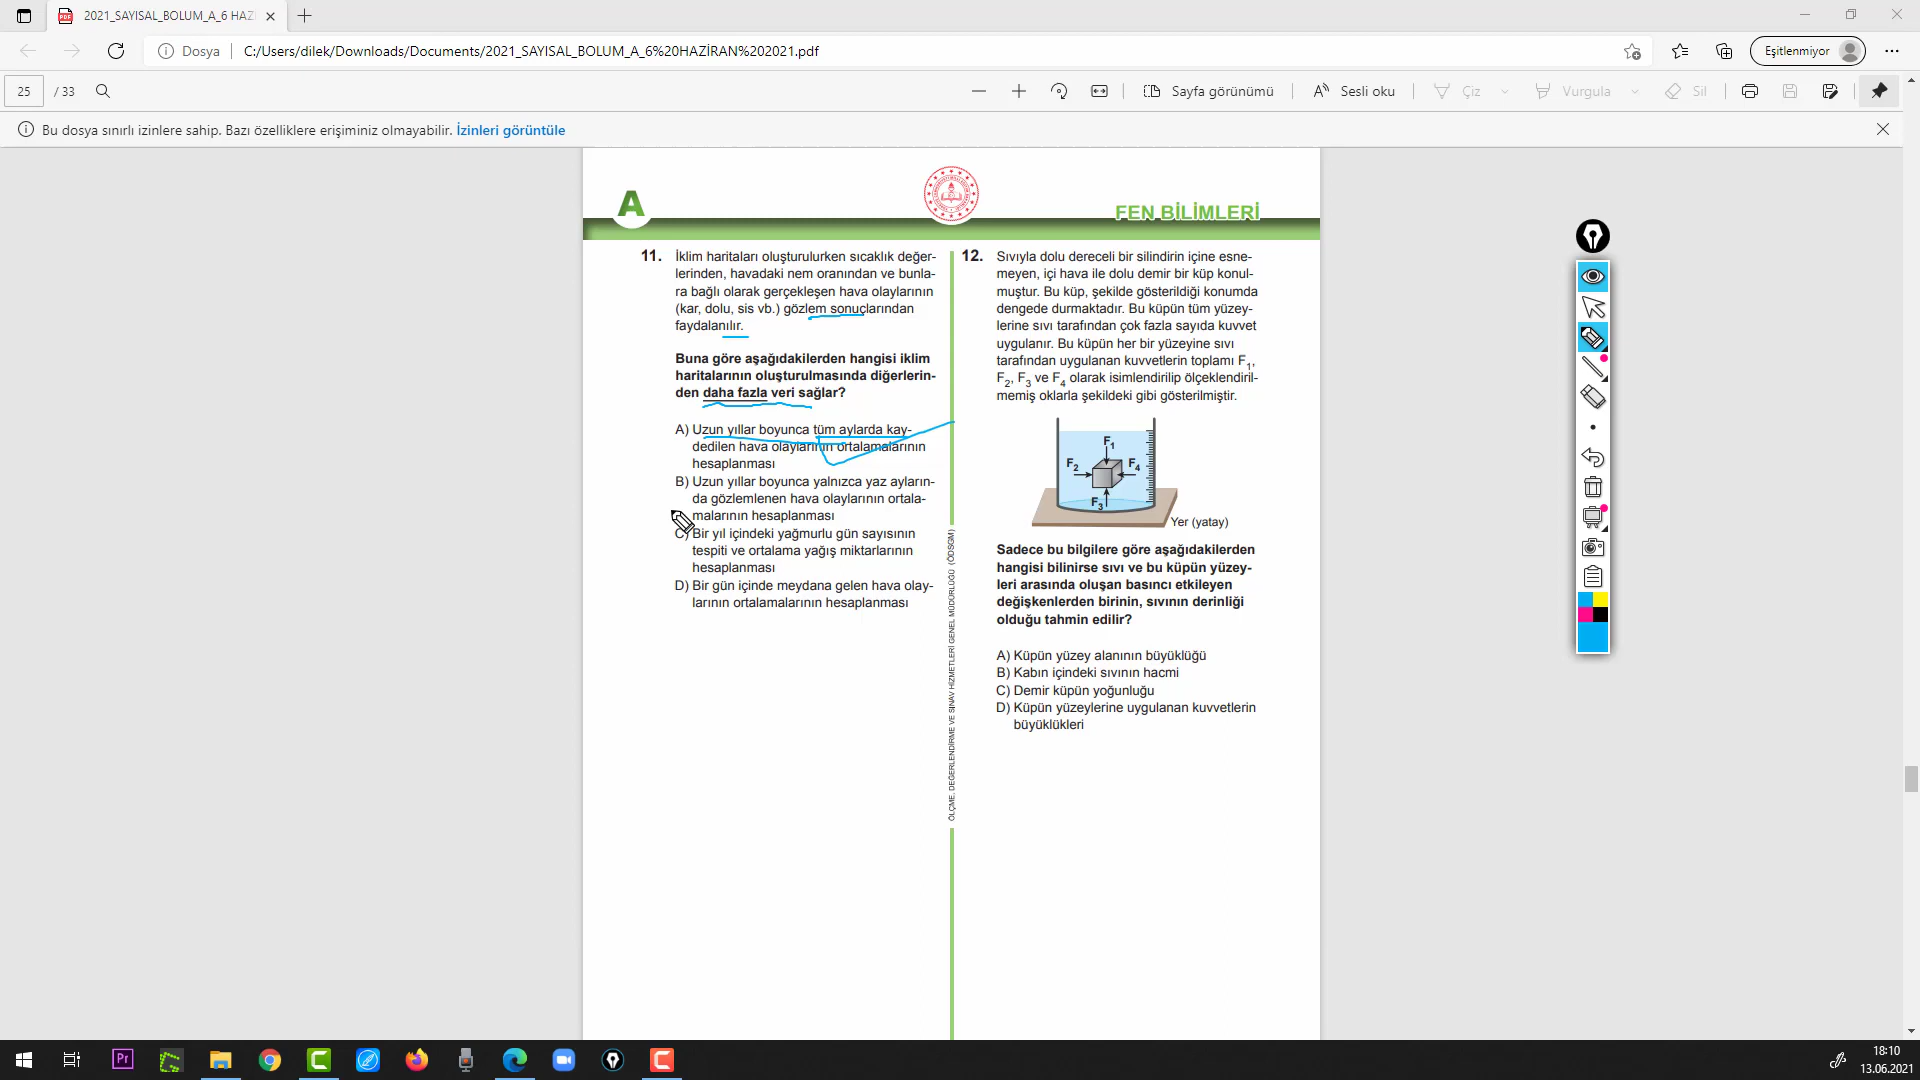 2021_SAYISAL_BOLUM_A_6 HAZİ
Dosya
C:/Users/dilek/Downloads/Documents/2021_SAYISAL_BOLUM_A_6%20HAZİRAN%202021.pdf
Eşitlenmiyor
25
/ 33
Sayfa görünümü
Sesli oku
Çiz
Vurgula
Sil
Bu dosya sınırlı izinlere sahip. Bazı özelliklere erişiminiz olmayabilir. İzinleri görüntüle
A
FEN BİLİMLERİ
11. İklim haritaları oluşturulurken sıcaklık değer-
lerinden, havadaki nem oranından ve bunla-
ra bağlı olarak gerçekleşen hava olaylarının
(kar, dolu, sis vb.) gözlem sonuçlarından
faydalanılır.
Buna göre aşağıdakilerden hangisi iklim
haritalarının oluşturulmasında diğerlerin-
den daha fazla veri sağlar?
A) Uzun yıllar boyunca tüm aylarda kay-
dedilen hava olaylarının ortalamalarının
hesaplanması
B) Uzun yıllar boyunca yalnızca yaz ayların-
da gözlemlenen hava olaylarının ortala-
malarının hesaplanması
C) Bir yıl içindeki yağmurlu gün sayısının
tespiti ve ortalama yağış miktarlarının
hesaplanması
D) Bir gün içinde meydana gelen hava olay-
larının ortalamalarının hesaplanması
ÖLÇME, DEĞERLENDİRME VE SINAV HİZMETLERİ GENEL MÜDÜRLÜĞÜ (ÖDSGM)
12. Sıvıyla dolu dereceli bir silindirin içine esne-
meyen, içi hava ile dolu demir bir küp konul-
muştur. Bu küp, şekilde gösterildiği konumda
dengede durmaktadır. Bu küpün tüm yüzey-
lerine sıvı tarafından çok fazla sayıda kuvvet
uygulanır. Bu küpün her bir yüzeyine sıvı
tarafından uygulanan kuvvetlerin toplamı F1,
F2, F3 ve F4 olarak isimlendirilip ölçeklendiril-
memiş oklarla şekildeki gibi gösterilmiştir.
F1
F2
F4
F3
Yer (yatay)
Sadece bu bilgilere göre aşağıdakilerden
hangisi bilinirse sıvı ve bu küpün yüzey-
leri arasında oluşan basıncı etkileyen
değişkenlerden birinin, sıvının derinliği
olduğu tahmin edilir?
A) Küpün yüzey alanının büyüklüğü
B) Kabın içindeki sıvının hacmi
C) Demir küpün yoğunluğu
D) Küpün yüzeylerine uygulanan kuvvetlerin
büyüklükleri
18:10
13.06.2021